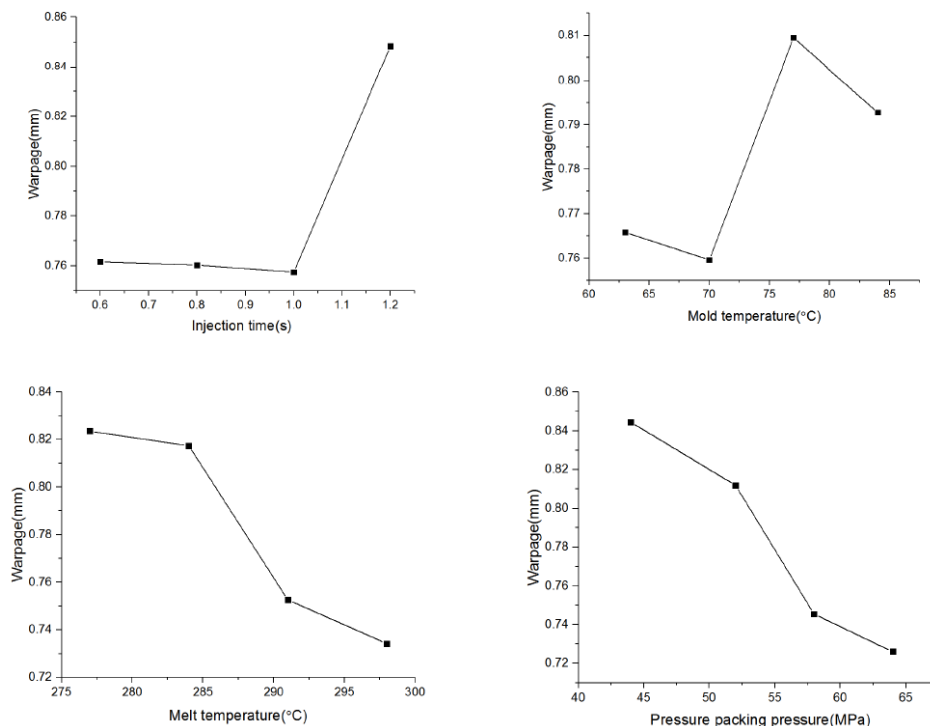 0.86
0.84
0.82
0.80
0.78
0.76
Warpage(mm)
0.6 0.7 0.8 0.9 1.0 1.1 1.2
Injection time(s)
0.81
0.80
0.79
0.78
0.77
0.76
Warpage(mm)
60 65 70 75 80 85
Mold temperature(°C)
0.84
0.82
0.80
0.78
0.76
0.74
0.72
Warpage(mm)
275 280 285 290 295 300
Melt temperature(°C)
0.86
0.84
0.82
0.80
0.78
0.76
0.74
0.72
Warpage(mm)
40 45 50 55 60 65
Pressure packing pressure(MPa)